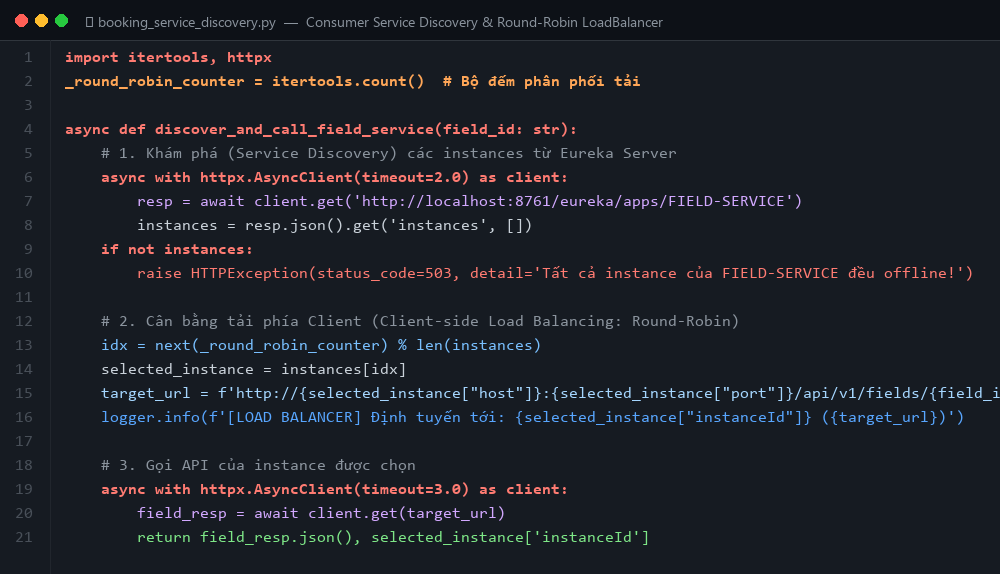 booking_service_discovery.py — Consumer Service Discovery & Round-Robin LoadBalancer
1 import itertools, httpx
2 _round_robin_counter = itertools.count()  # Bộ đếm phân phối tải
3
4 async def discover_and_call_field_service(field_id: str):
5     # 1. Khám phá (Service Discovery) các instances từ Eureka Server
6     async with httpx.AsyncClient(timeout=2.0) as client:
7         resp = await client.get('http://localhost:8761/eureka/apps/FIELD-SERVICE')
8         instances = resp.json().get('instances', [])
9     if not instances:
10         raise HTTPException(status_code=503, detail='Tất cả instance của FIELD-SERVICE đều offline!')
11
12     # 2. Cân bằng tải phía Client (Client-side Load Balancing: Round-Robin)
13     idx = next(_round_robin_counter) % len(instances)
14     selected_instance = instances[idx]
15     target_url = f'http://{selected_instance["host"]}:{selected_instance["port"]}/api/v1/fields/{field_i
16     logger.info(f'[LOAD BALANCER] Định tuyến tới: {selected_instance["instanceId"]} ({target_url})')
17
18     # 3. Gọi API của instance được chọn
19     async with httpx.AsyncClient(timeout=3.0) as client:
20         field_resp = await client.get(target_url)
21         return field_resp.json(), selected_instance['instanceId']